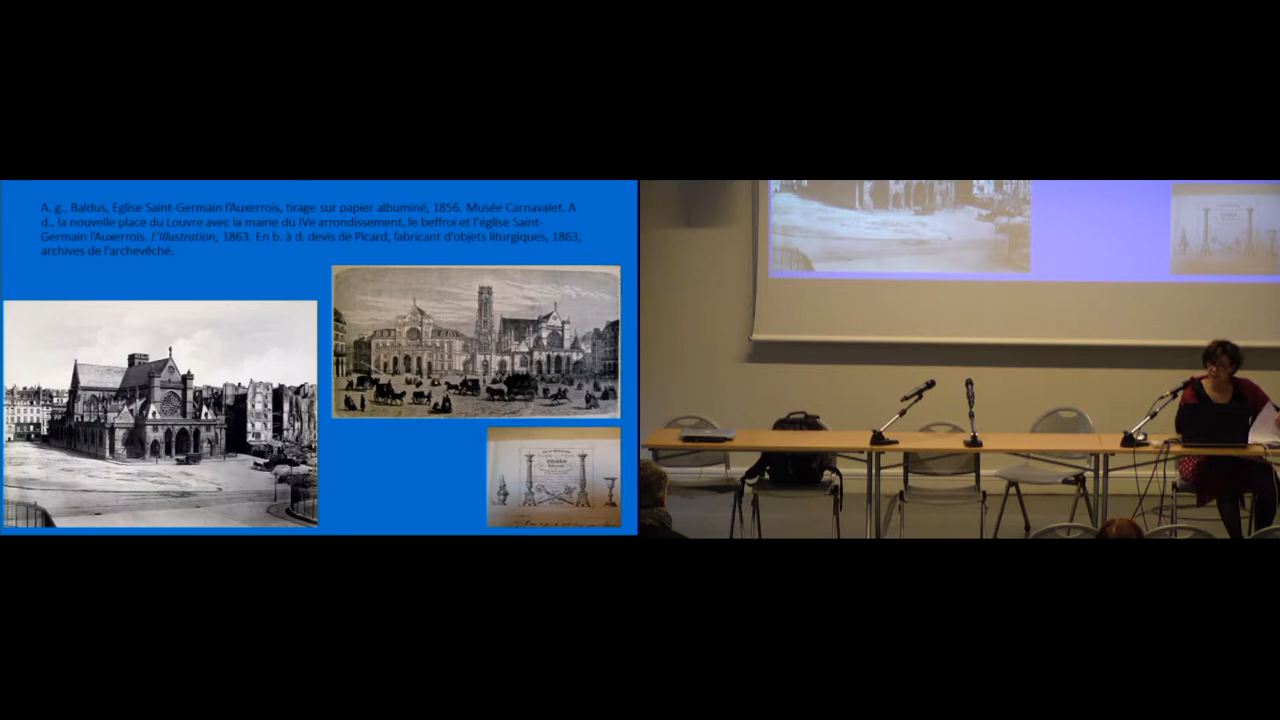 A. g., Baldus, Eglise Saint-Germain l'Auxerrois, tirage sur papier albuminé, 1856. Musée Carnavalet. A
d., la nouvelle place du Louvre avec la mairie du IVe arrondissement, le beffroi et l'église Saint-
Germain l'Auxerrois. L'Illustration, 1863. En b. à d. devis de Picard, fabricant d'objets liturgiques, 1863,
archives de l'archevêché.